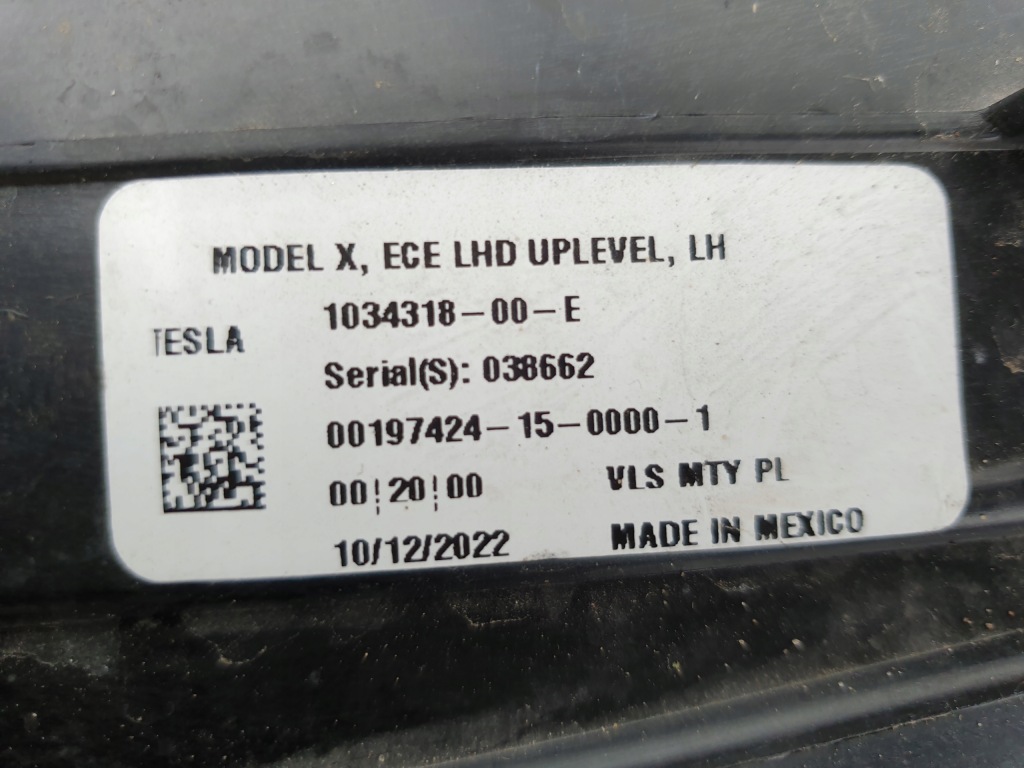 MODEL X, ECE LHD UPLEVEL, LH
1034318-00-E
TESLA
Serial(S): 038662
00197424-15-0000-1
00¦20¦00
VLS MTY PL
10/12/2022
MADE IN MEXICO